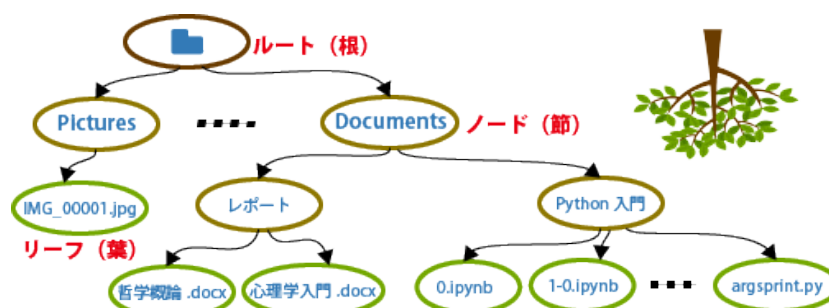 ルート（根）
Pictures
Documents
ノード（節）
IMG_00001.jpg
レポート
Python 入門
リーフ（葉）
哲学概論 .docx
心理学入門 .docx
0.ipynb
1-0.ipynb
argsprint.py